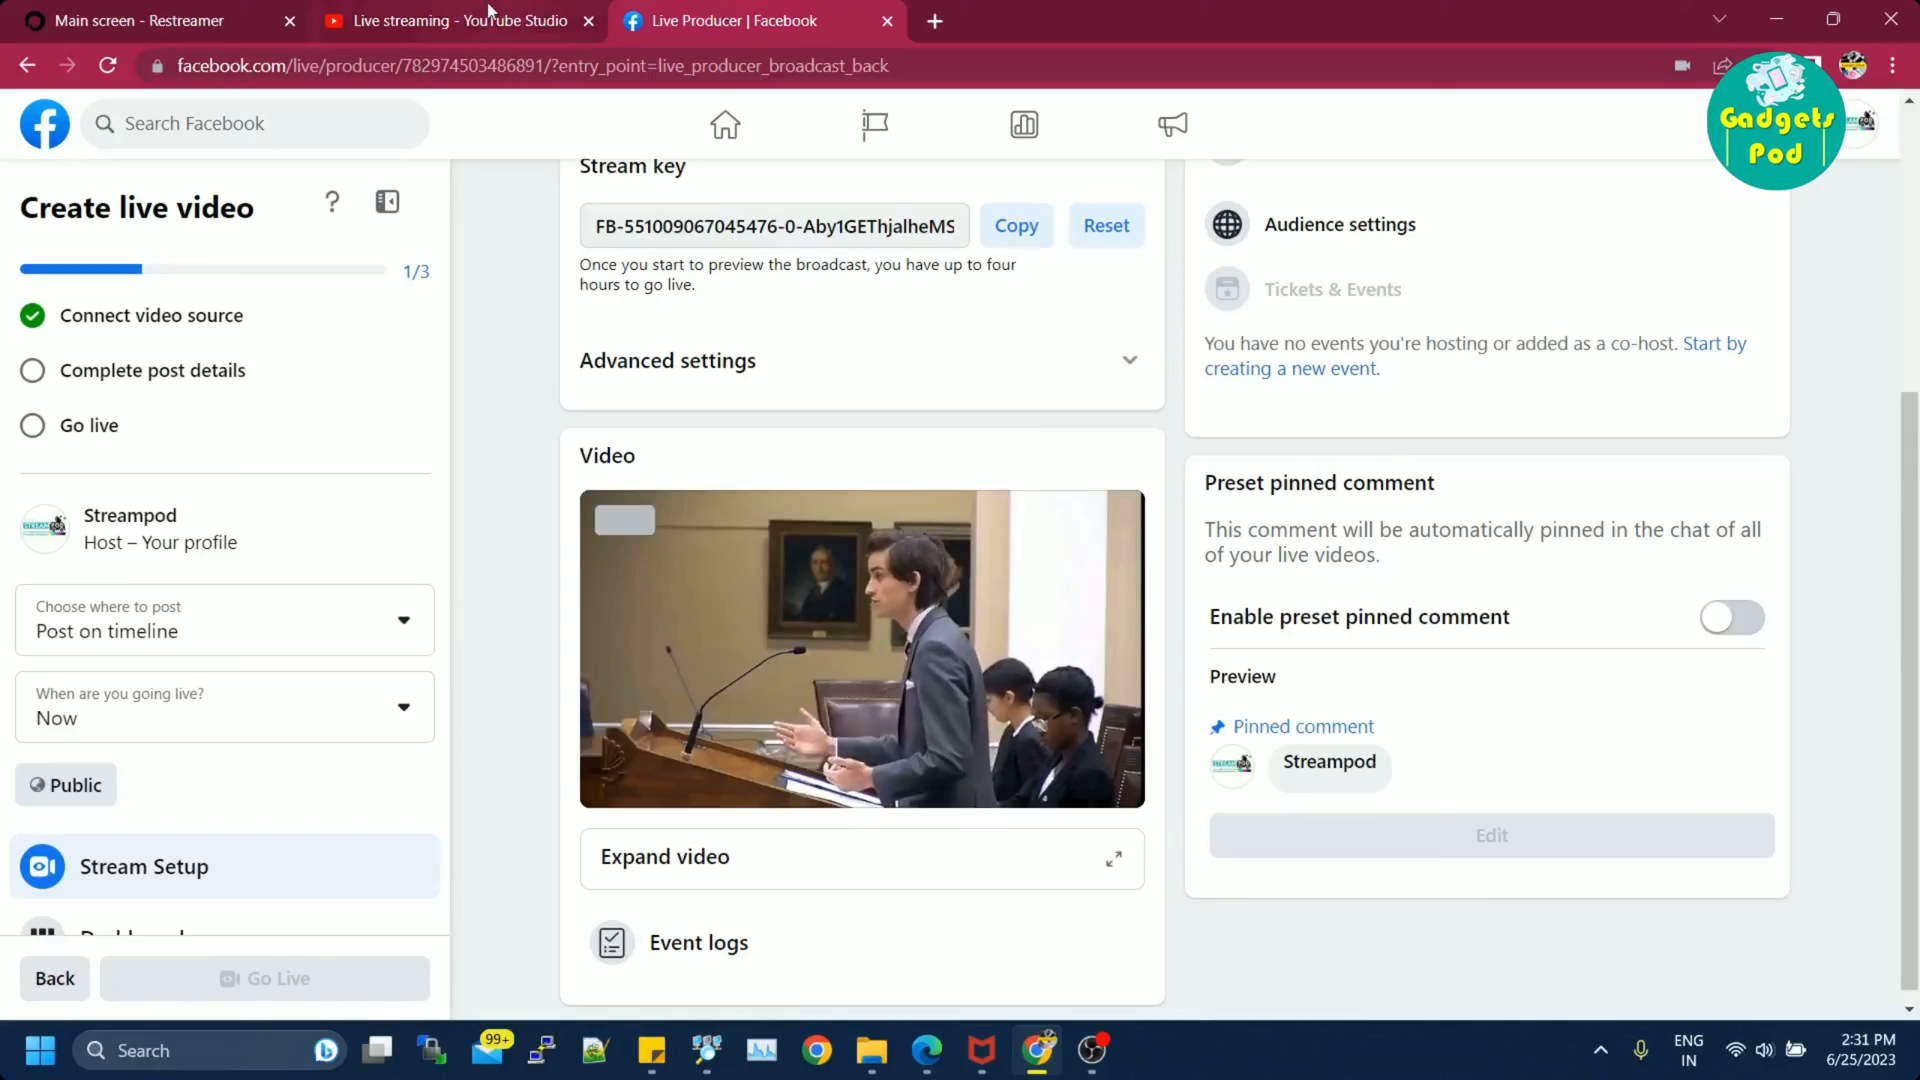 Main screen - Restreamer
Live streaming - YouTube Studio
Live Producer | Facebook
facebook.com/live/producer/782974503486891/?entry_point=live_producer_broadcast_back
Search Facebook
Gadgets
Pod
Create live video
1/3
Connect video source
Complete post details
Go live
Streampod
Host – Your profile
Choose where to post
Post on timeline
When are you going live?
Now
Public
Stream Setup
Back
Go Live
Stream key
FB-551009067045476-0-Aby1GEThjalheMS
Copy
Reset
Once you start to preview the broadcast, you have up to four
hours to go live.
Advanced settings
Video
Expand video
Event logs
Audience settings
Tickets & Events
You have no events you're hosting or added as a co-host. Start by
creating a new event.
Preset pinned comment
This comment will be automatically pinned in the chat of all
of your live videos.
Enable preset pinned comment
Preview
Pinned comment
Streampod
Edit
Search
99+
ENG
IN
2:31 PM
6/25/2023